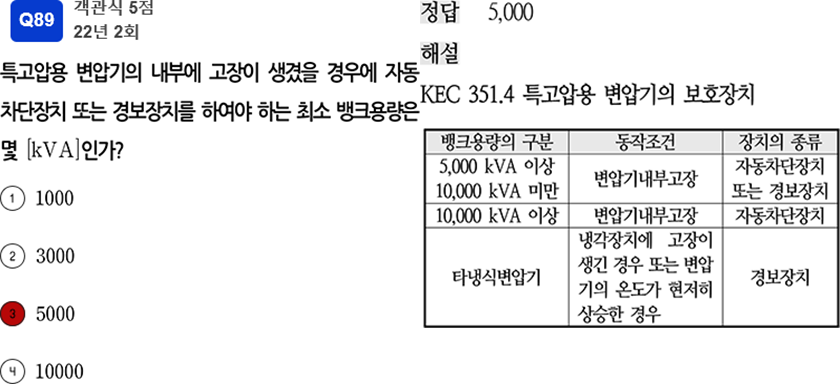 Q89
객관식 5점
22년 2회
특고압용 변압기의 내부에 고장이 생겼을 경우에 자동
차단장치 또는 경보장치를 하여야 하는 최소 뱅크용량은
몇 [kVA]인가?
1 1000
2 3000
3 5000
4 10000
정답 5,000
해설
KEC 351.4 특고압용 변압기의 보호장치
뱅크용량의 구분 동작조건 장치의 종류
5,000 kVA 이상
10,000 kVA 미만
변압기내부고장
자동차단장치
또는 경보장치
10,000 kVA 이상 변압기내부고장 자동차단장치
타냉식변압기
냉각장치에 고장이
생긴 경우 또는 변압
기의 온도가 현저히
상승한 경우
경보장치